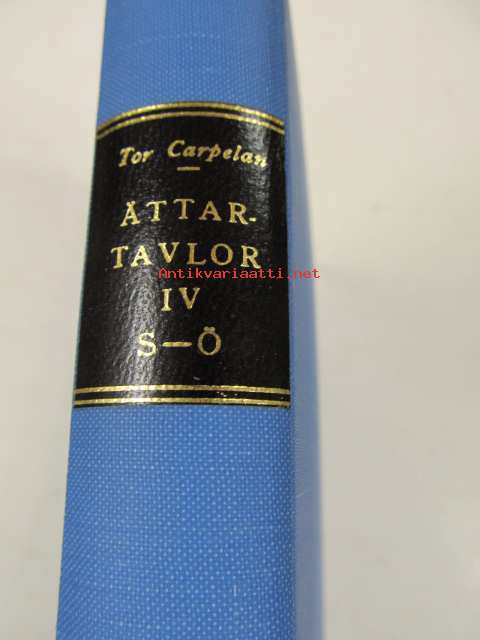 Tor Carpelan
ÄTTAR-
TAVLOR
Antikvariaatti.net
IV
S—Ö